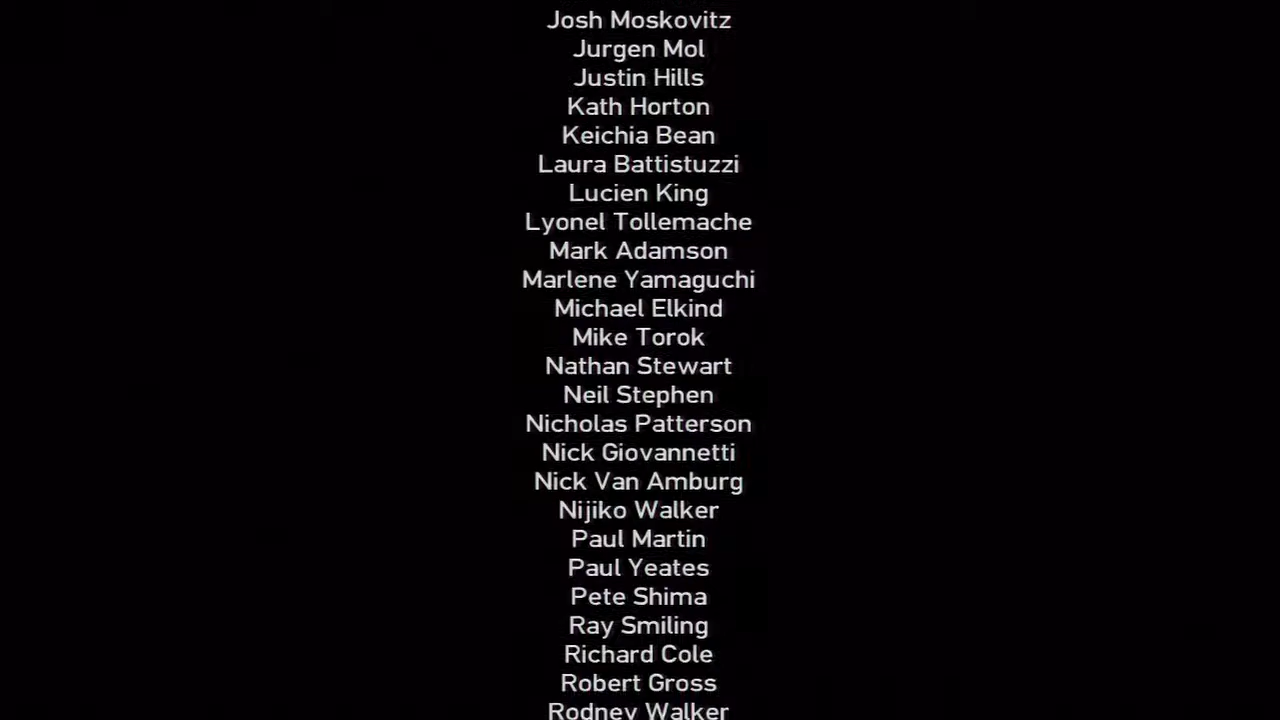 Josh Moskovitz
Jurgen Mol
Justin Hills
Kath Horton
Keichia Bean
Laura Battistuzzi
Lucien King
Lyonel Tollemache
Mark Adamson
Marlene Yamaguchi
Michael Elkind
Mike Torok
Nathan Stewart
Neil Stephen
Nicholas Patterson
Nick Giovannetti
Nick Van Amburg
Nijiko Walker
Paul Martin
Paul Yeates
Pete Shima
Ray Smiling
Richard Cole
Robert Gross
Rodney Walker